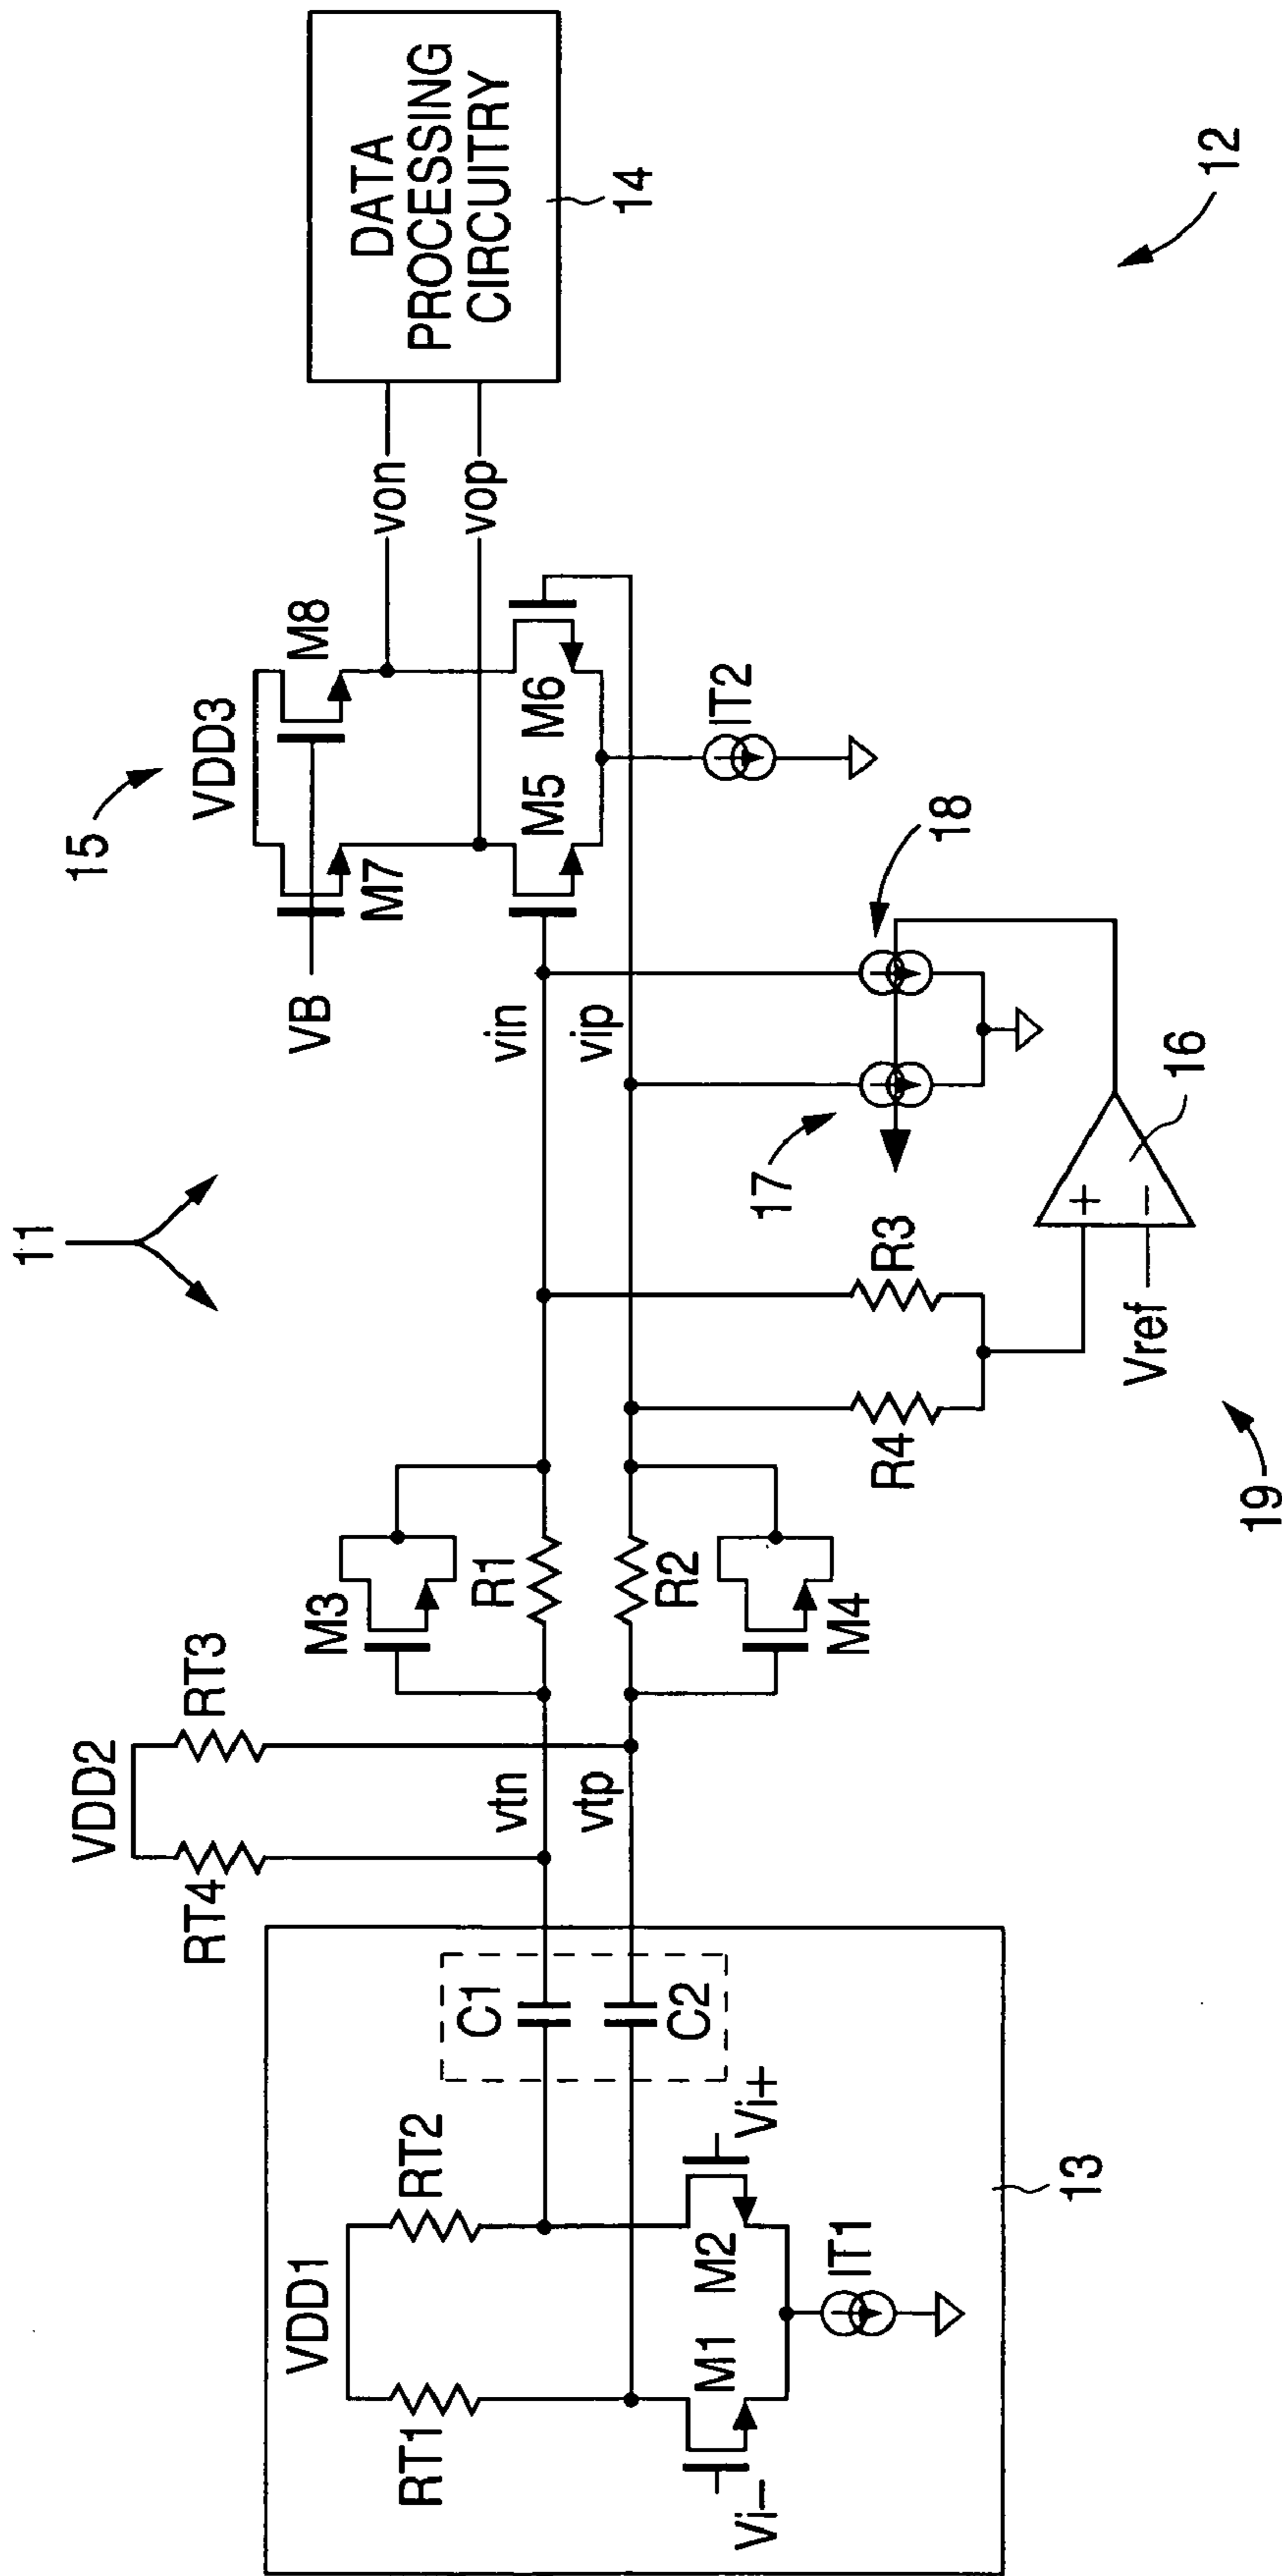 11
12
15
VDD3
M7
M8
VB
von
vop
DATA
PROCESSING
CIRCUITRY
14
M5
M6
IT2
vin
vip
17
18
R4
R3
Vref
+
−
16
19
M3
R1
R2
M4
VDD2
RT4
RT3
vtn
vtp
C1
C2
VDD1
RT1
RT2
Vi−
M1
M2
Vi+
IT1
13